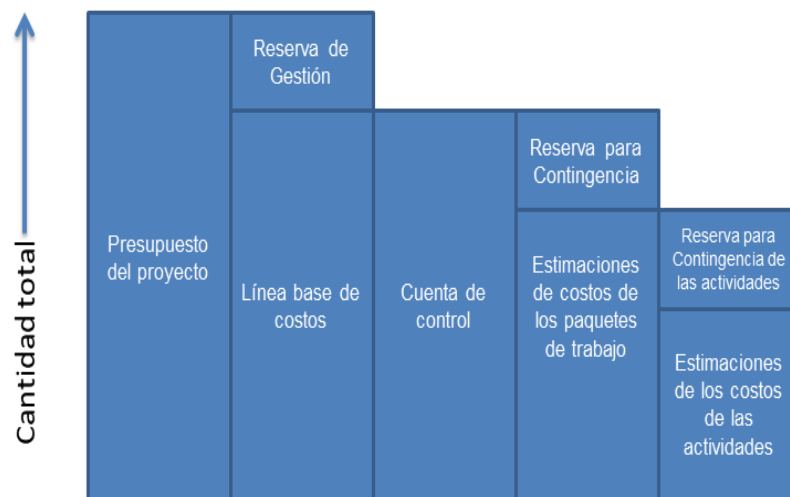 Cantidad total
Presupuesto
del proyecto
Reserva de
Gestión
Línea base de
costos
Cuenta de
control
Reserva para
Contingencia
Estimaciones
de costos de
los paquetes
de trabajo
Reserva para
Contingencia de
las actividades
Estimaciones
de los costos
de las
actividades